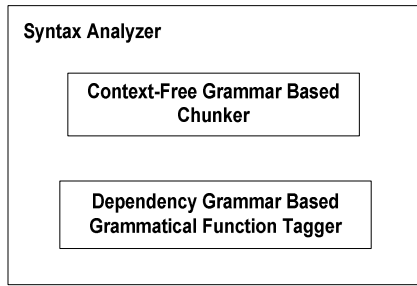 Syntax Analyzer
Context-Free Grammar Based
Chunker
Dependency Grammar Based
Grammatical Function Tagger